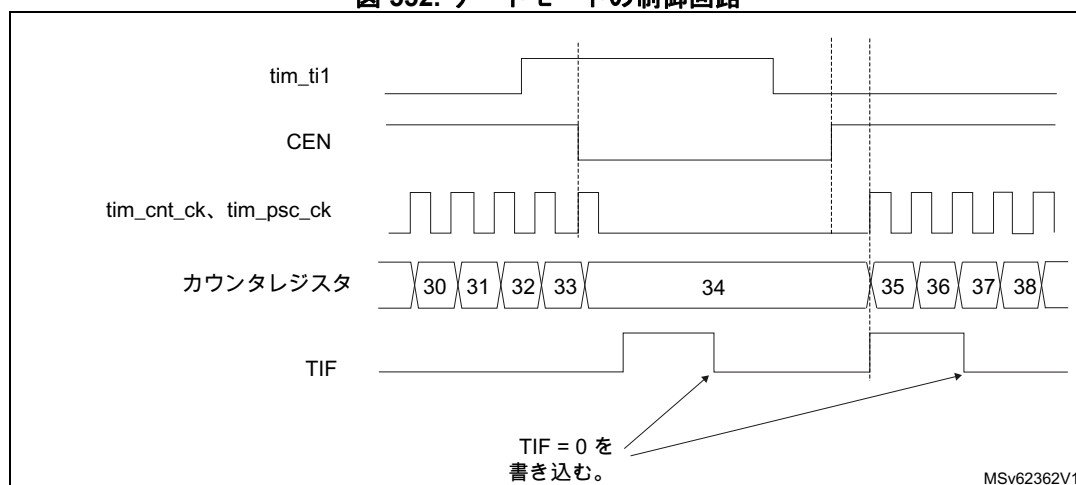 tim_ti1
CEN
tim_cnt_ck、tim_psc_ck
カウンタレジスタ
30 31 32 33 34 35 36 37 38
TIF
TIF = 0 を
書き込む。
MSv62362V1